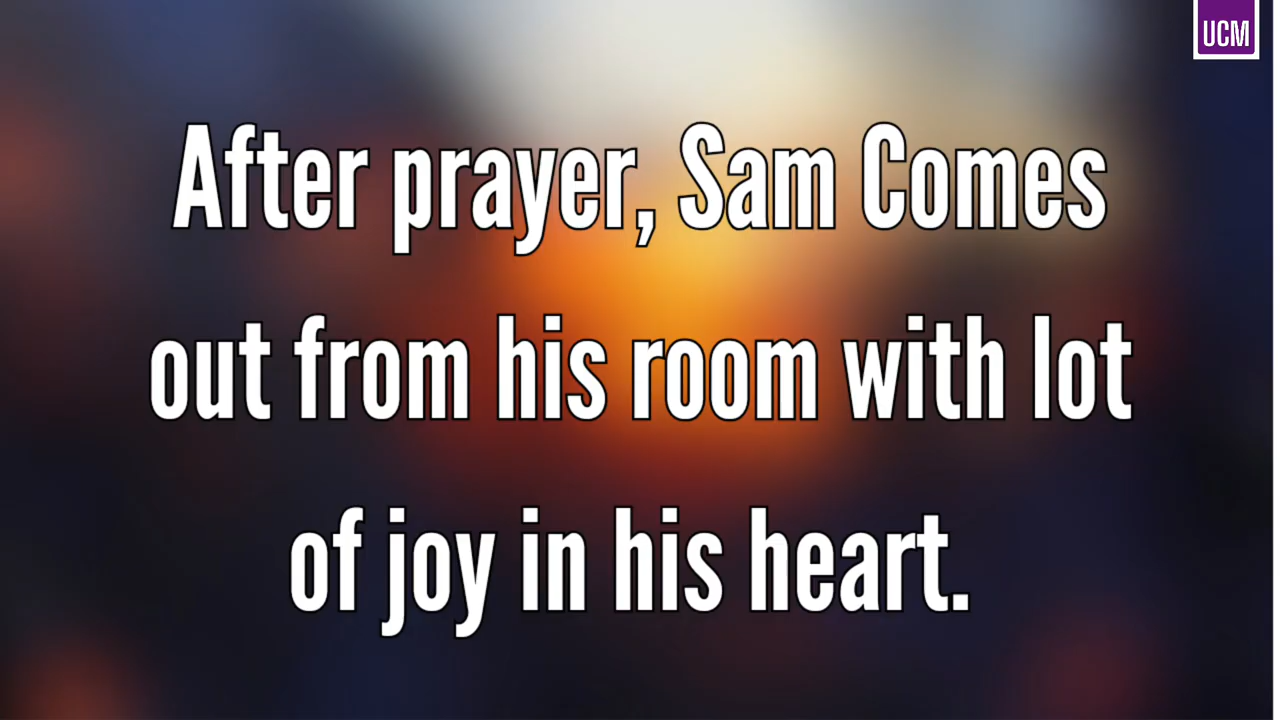 UCM
After prayer, Sam Comes
out from his room with lot
of joy in his heart.